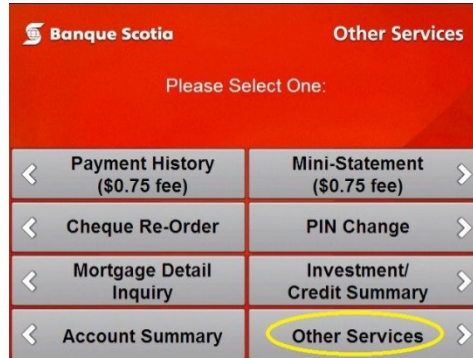 Banque Scotia
Other Services
Please Select One:
Payment History
($0.75 fee)
Mini-Statement
($0.75 fee)
Cheque Re-Order
PIN Change
Mortgage Detail
Inquiry
Investment/
Credit Summary
Account Summary
Other Services